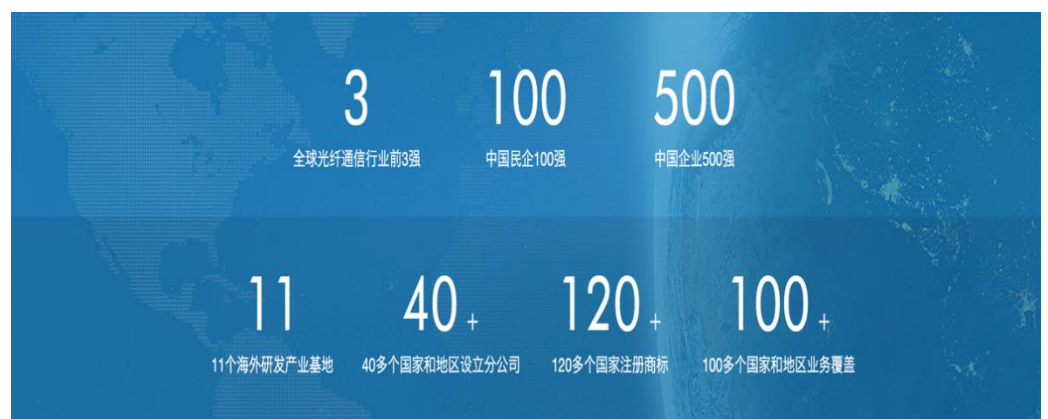 3 100 500
全球光纤通信行业前3强 中国民企100强 中国企业500强
11 40 + 120 + 100 +
11个海外研发产业基地 40多个国家和地区设立分公司 120多个国家注册商标 100多个国家和地区业务覆盖